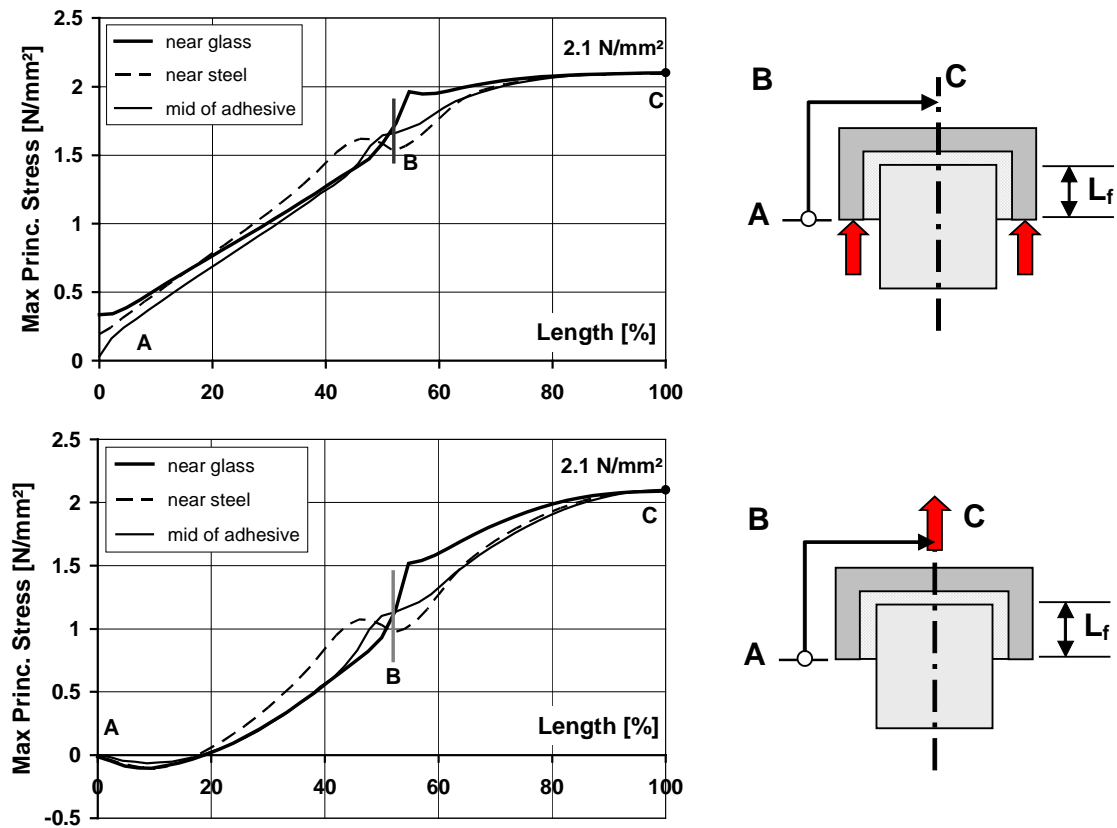 Max Princ. Stress [N/mm²]
2.5
2
1.5
1
0.5
0
near glass
near steel
mid of adhesive
2.1 N/mm²
C
B
A
Length [%]
0 20 40 60 80 100
B C
A
Lf
Max Princ. Stress [N/mm²]
2.5
2
1.5
1
0.5
0
-0.5
near glass
near steel
mid of adhesive
2.1 N/mm²
C
B
A
Length [%]
0 20 40 60 80 100
B C
A
Lf